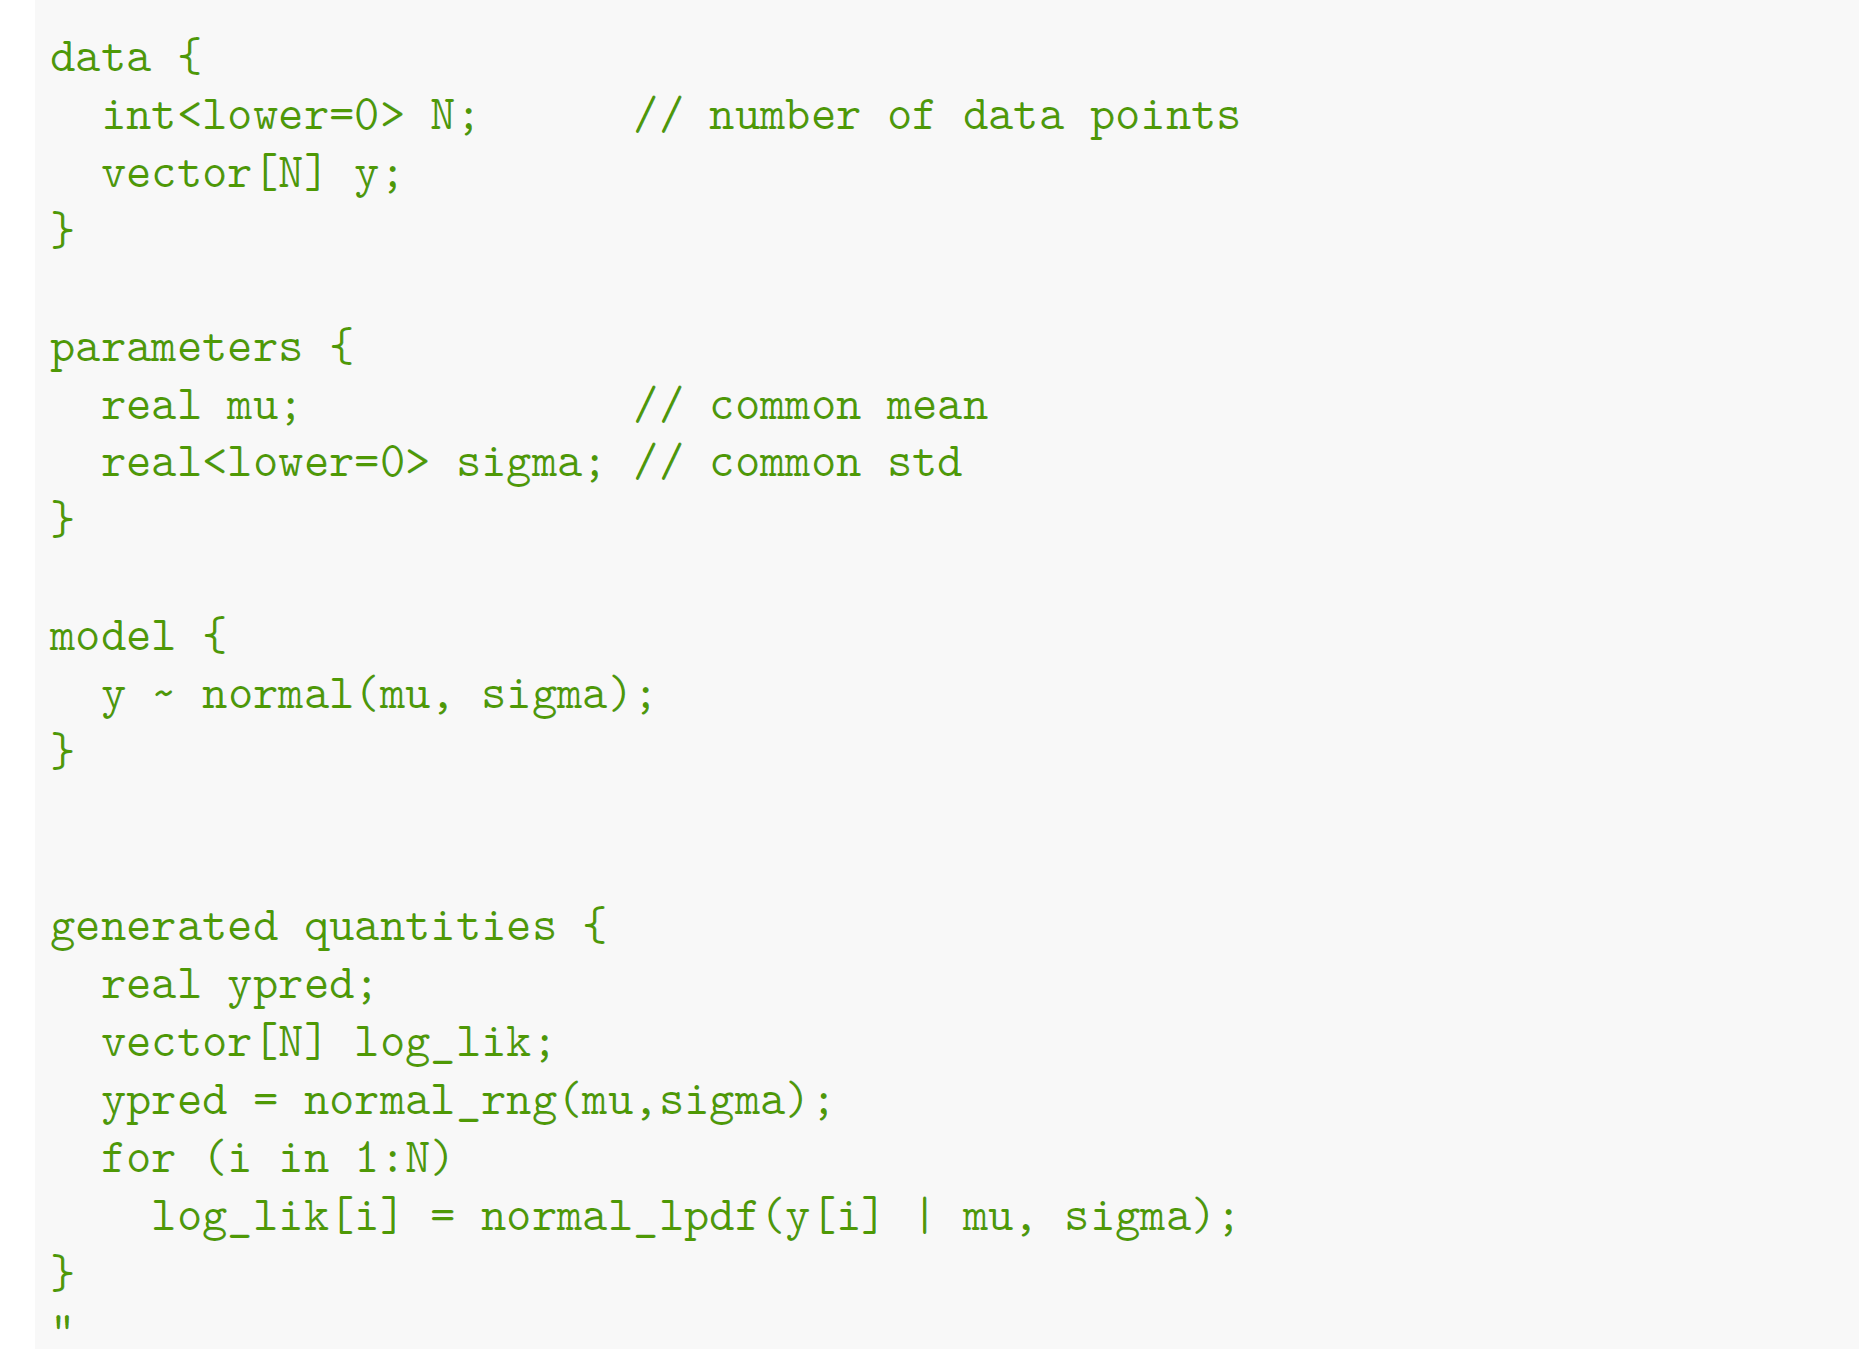 data {
  int<lower=0> N;      // number of data points
  vector[N] y;
}

parameters {
  real mu;             // common mean
  real<lower=0> sigma; // common std
}

model {
  y ~ normal(mu, sigma);
}


generated quantities {
  real ypred;
  vector[N] log_lik;
  ypred = normal_rng(mu,sigma);
  for (i in 1:N)
    log_lik[i] = normal_lpdf(y[i] | mu, sigma);
}
"